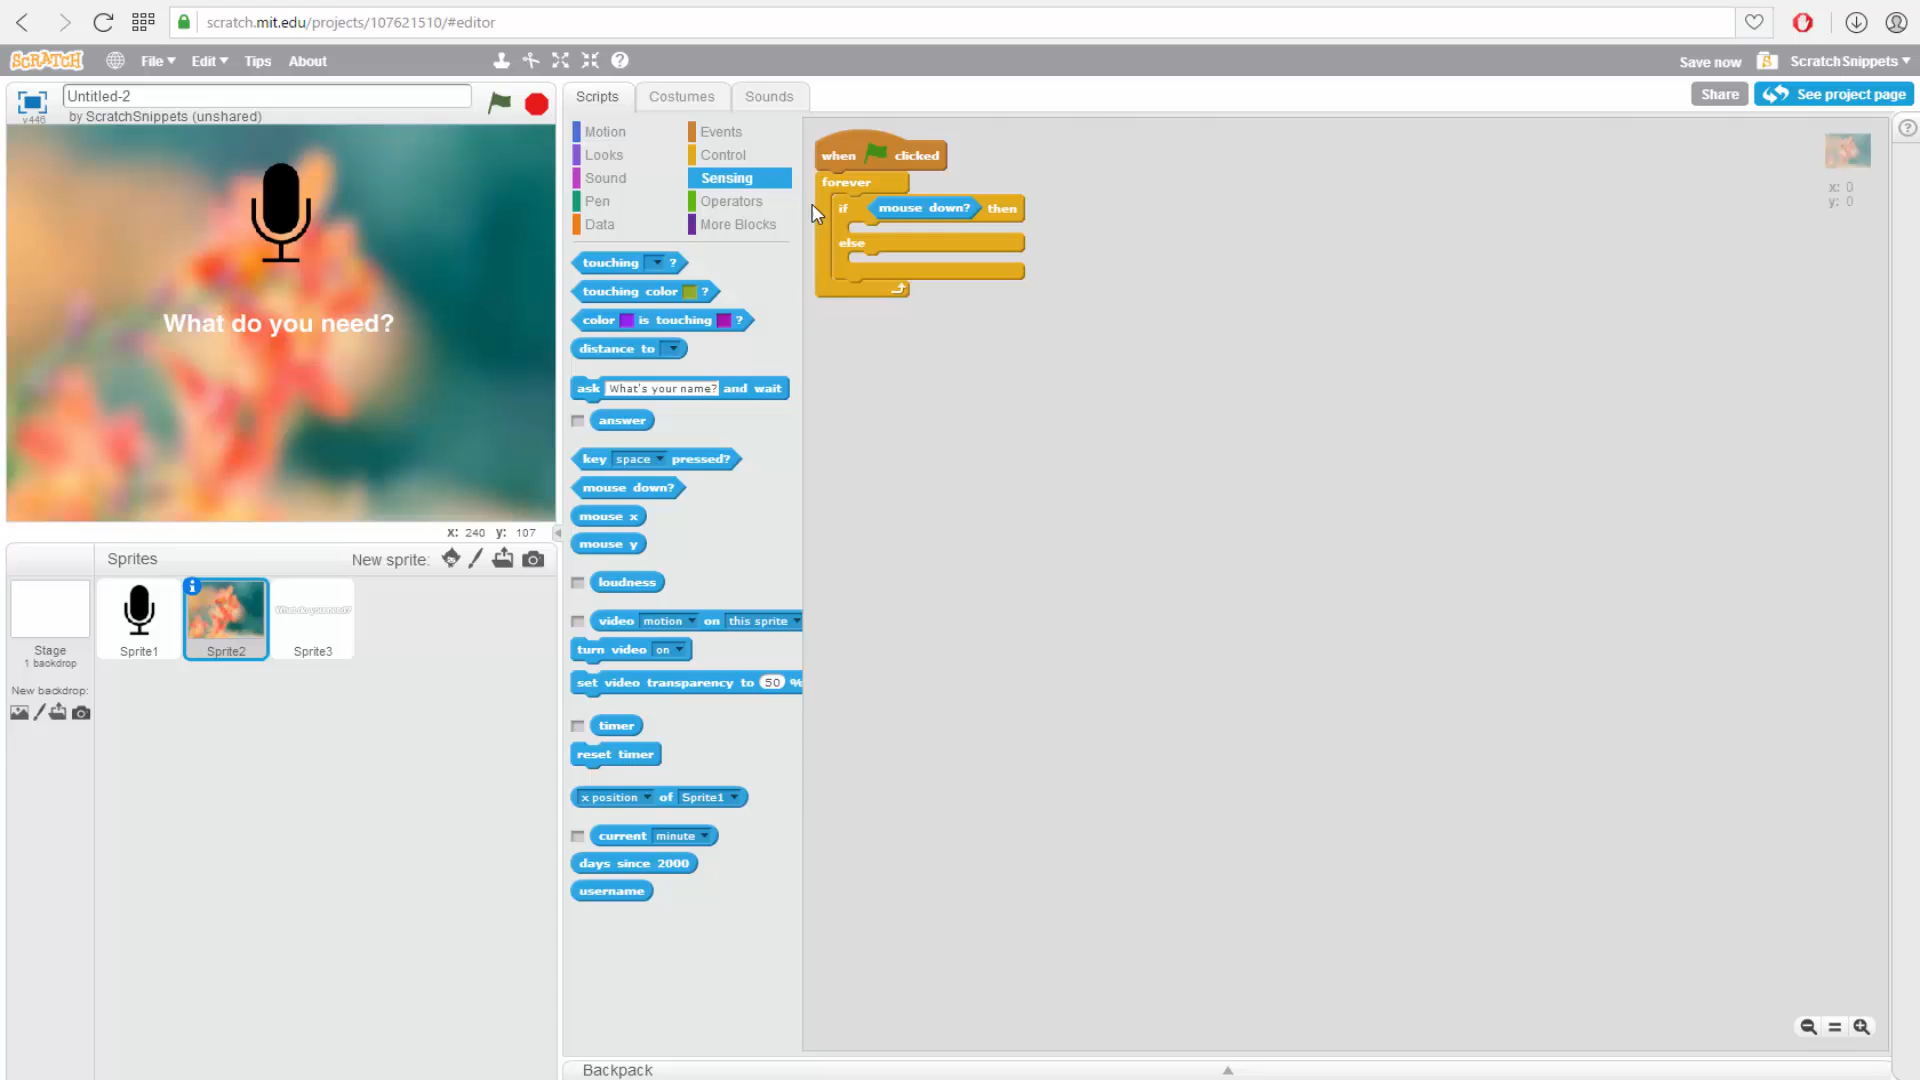 scratch.mit.edu/projects/107621510/#editor
SCRATCH File Edit Tips About Save now ScratchSnippets
Untitled-2
v446 by ScratchSnippets (unshared)
Scripts Costumes Sounds
Share See project page
Motion Events
Looks Control
Sound Sensing
Pen Operators
Data More Blocks
What do you need?
x: 240 y: 107
touching ?
touching color ?
color is touching ?
distance to
ask What's your name? and wait
answer
key space pressed?
mouse down?
mouse x
mouse y
loudness
video motion on this sprite
turn video on
set video transparency to 50 %
timer
reset timer
x position of Sprite1
current minute
days since 2000
username
when clicked
forever
if mouse down? then
else
x: 0
y: 0
Sprites New sprite:
What do you need?
Stage
1 backdrop
Sprite1 Sprite2 Sprite3
New backdrop:
Backpack